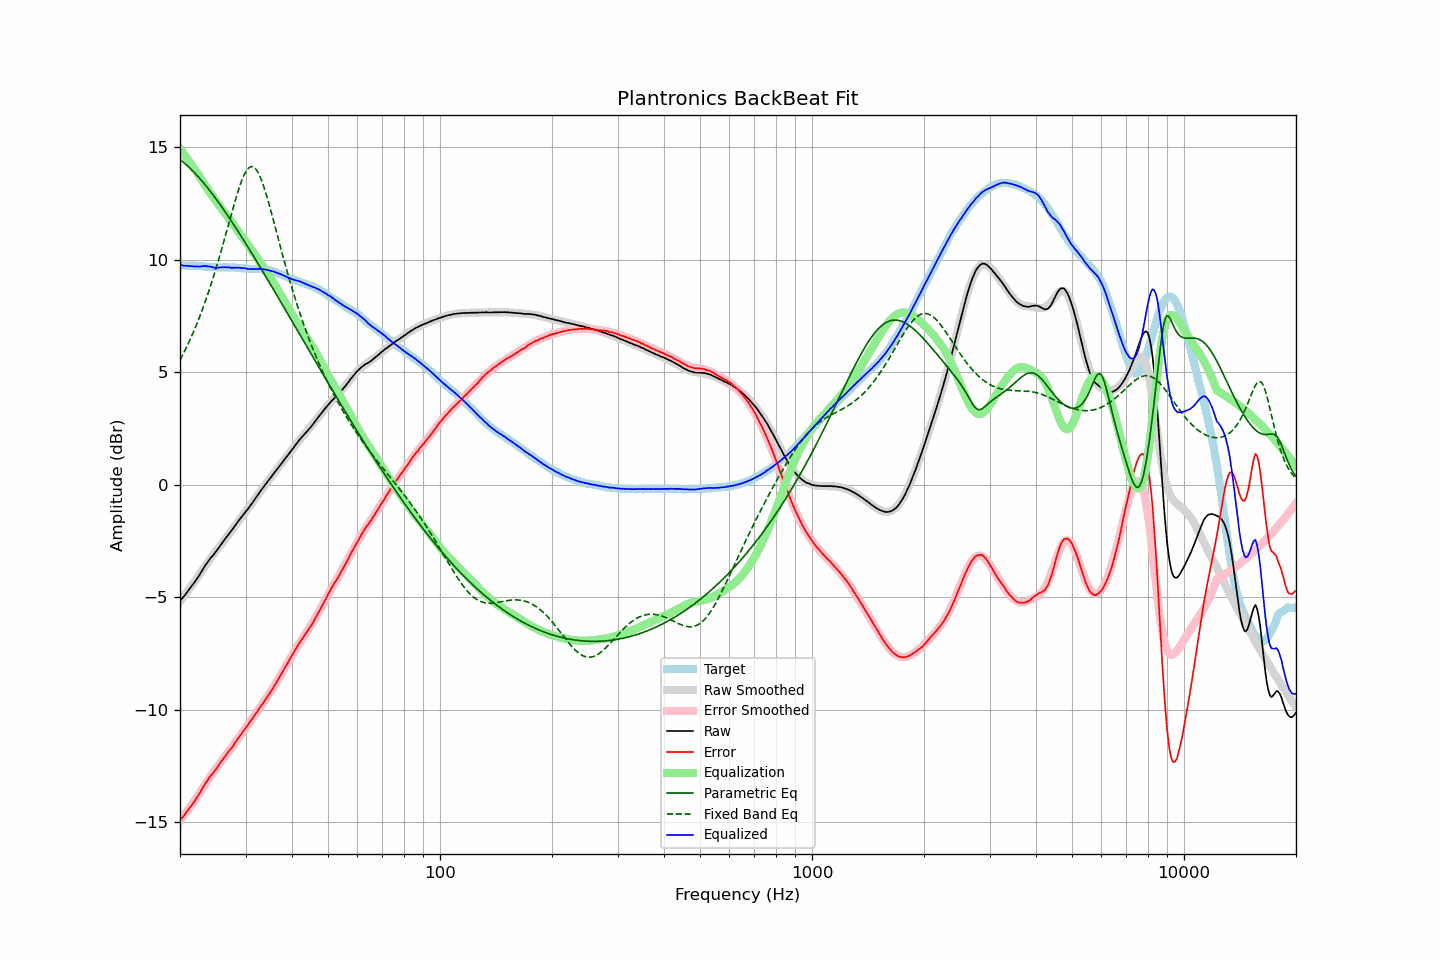 Plantronics BackBeat Fit
Amplitude (dBr)
15
10
5
0
−5
−10
−15
Target
Raw Smoothed
Error Smoothed
Raw
Error
Equalization
Parametric Eq
Fixed Band Eq
Equalized
100
1000
10000
Frequency (Hz)